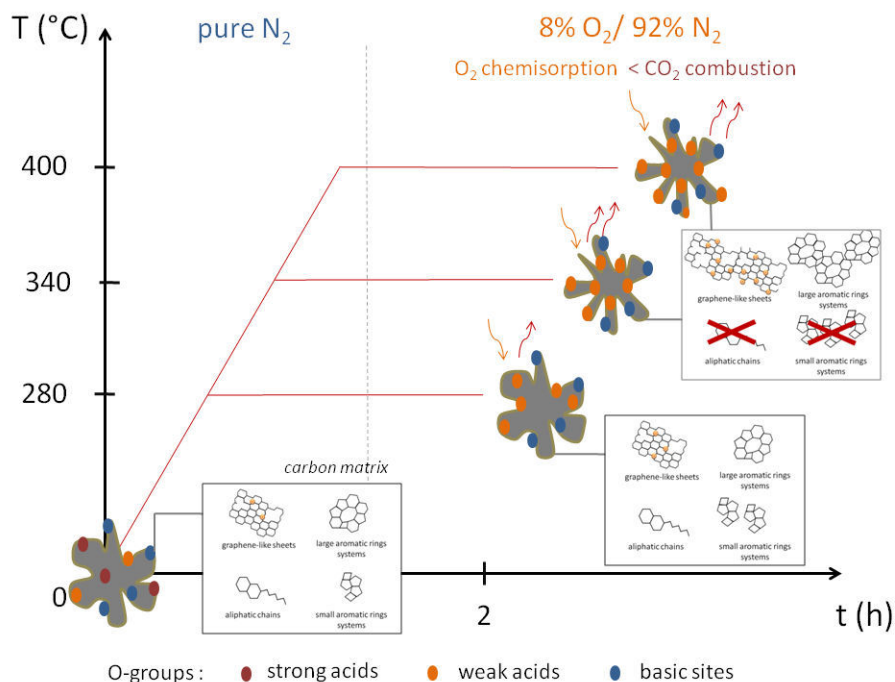 T (°C)
pure N2
8% O2/ 92% N2
O2 chemisorption < CO2 combustion
400
graphene-like sheets
large aromatic rings
systems
340
aliphatic chains
small aromatic rings
systems
280
carbon matrix
graphene-like sheets
large aromatic rings
systems
aliphatic chains
small aromatic rings
systems
graphene-like sheets
large aromatic rings
systems
aliphatic chains
small aromatic rings
systems
0
2
t (h)
O-groups : strong acids weak acids basic sites